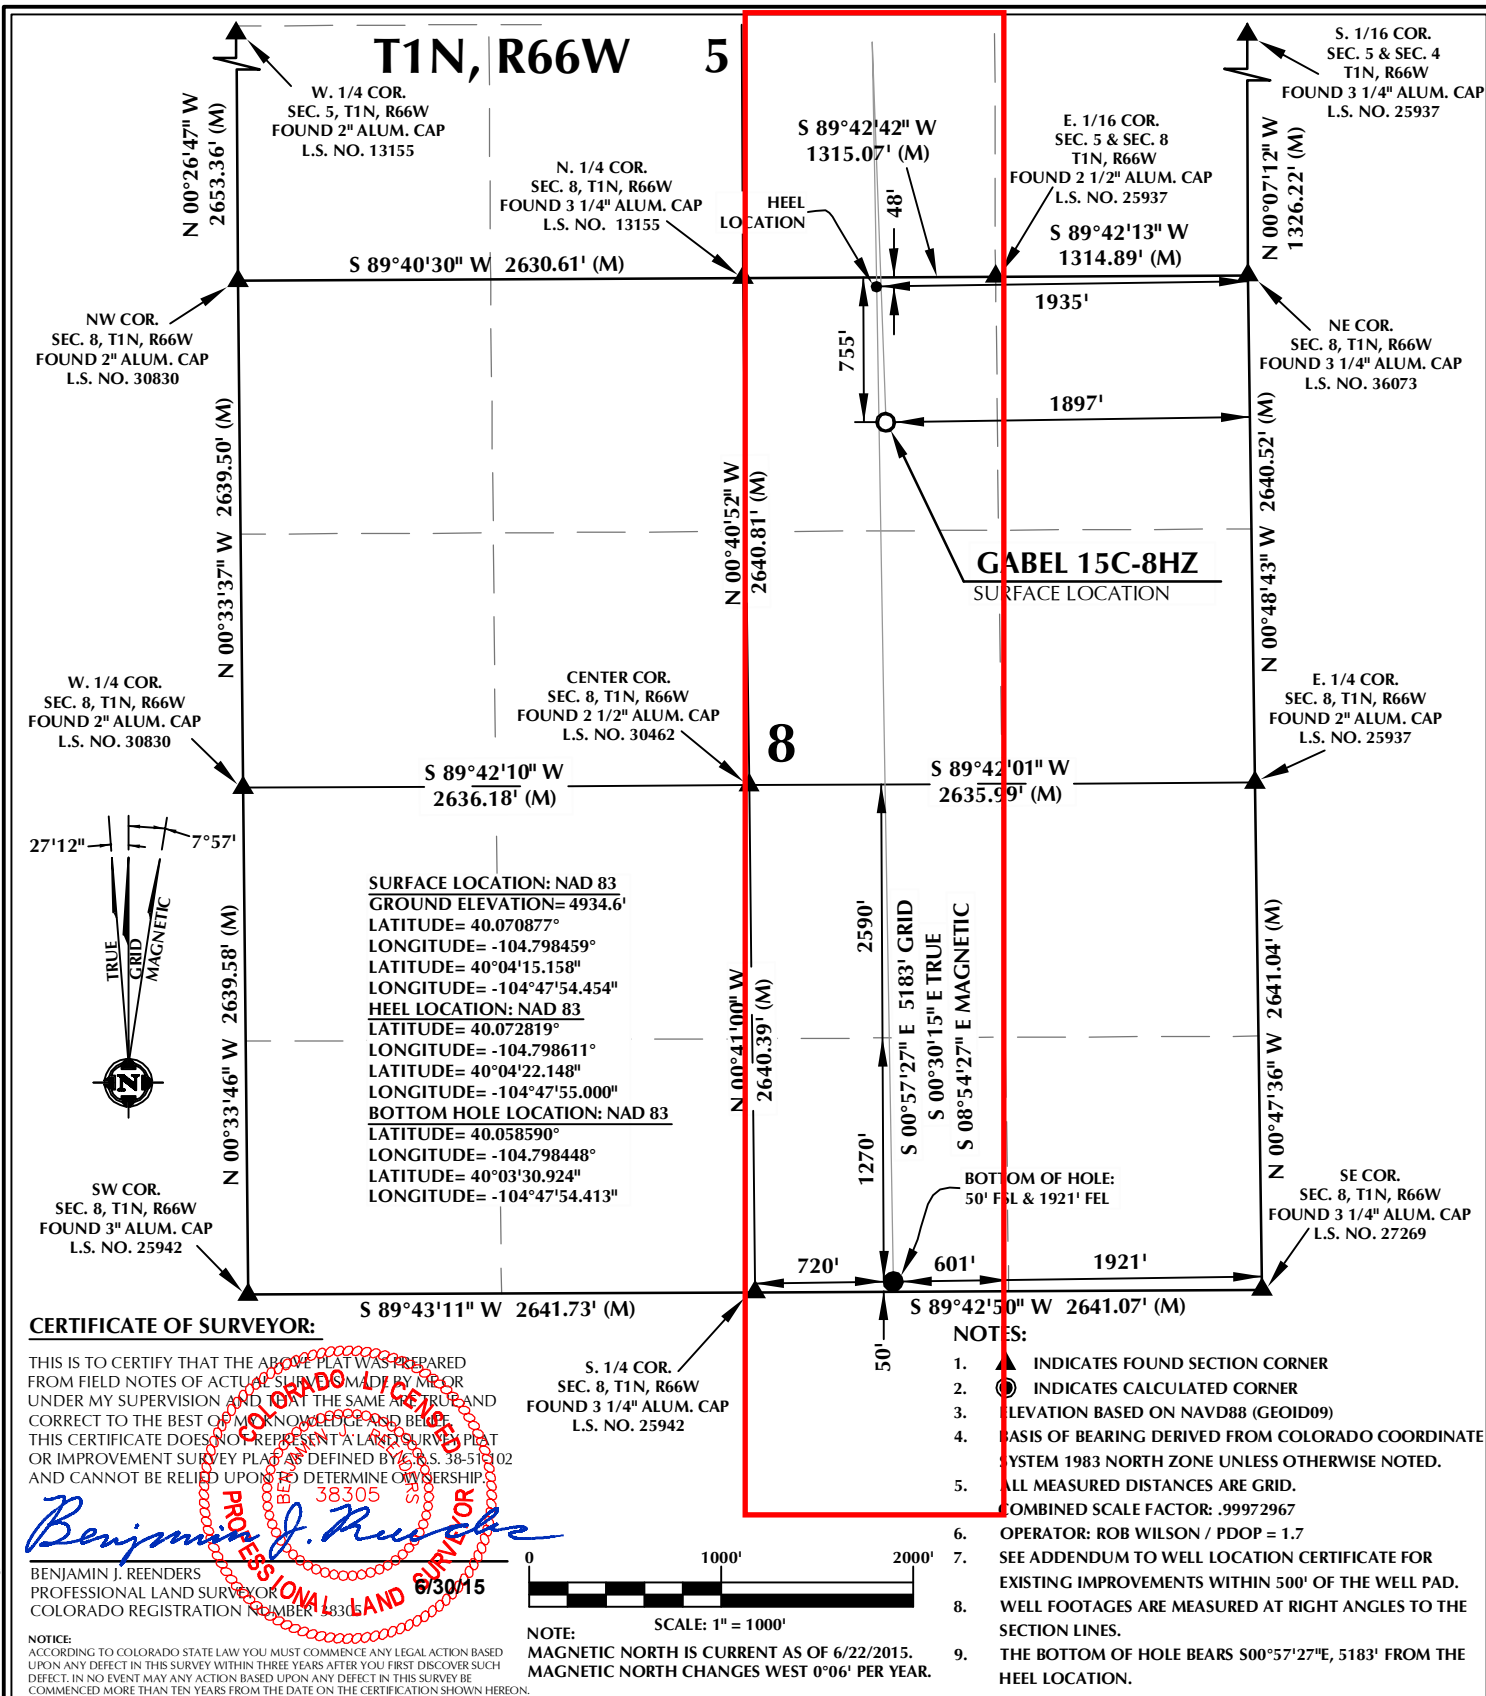 T1N, R66W 5
W. 1/4 COR.
SEC. 5, T1N, R66W
FOUND 2" ALUM. CAP
L.S. NO. 13155
S. 1/16 COR.
SEC. 5 & SEC. 4
T1N, R66W
FOUND 3 1/4" ALUM. CAP
L.S. NO. 25937
N 00°26'47" W
2653.36' (M)
N. 1/4 COR.
SEC. 8, T1N, R66W
FOUND 3 1/4" ALUM. CAP
L.S. NO. 13155
S 89°42'42" W
1315.07' (M)
E. 1/16 COR.
SEC. 5 & SEC. 8
T1N, R66W
FOUND 2 1/2" ALUM. CAP
L.S. NO. 25937
N 00°07'12" W
1326.22' (M)
HEEL
LOCATION
48'
S 89°40'30" W 2630.61' (M)
S 89°42'13" W
1314.89' (M)
1935'
NW COR.
SEC. 8, T1N, R66W
FOUND 2" ALUM. CAP
L.S. NO. 30830
NE COR.
SEC. 8, T1N, R66W
FOUND 3 1/4" ALUM. CAP
L.S. NO. 36073
755'
1897'
N 00°33'37" W 2639.50' (M)
N 00°40'52" W
2640.81' (M)
N 00°48'43" W 2640.52' (M)
GABEL 15C-8HZ
SURFACE LOCATION
W. 1/4 COR.
SEC. 8, T1N, R66W
FOUND 2" ALUM. CAP
L.S. NO. 30830
CENTER COR.
SEC. 8, T1N, R66W
FOUND 2 1/2" ALUM. CAP
L.S. NO. 30462
8
E. 1/4 COR.
SEC. 8, T1N, R66W
FOUND 2" ALUM. CAP
L.S. NO. 25937
S 89°42'10" W
2636.18' (M)
S 89°42'01" W
2635.99' (M)
27'12"
7°57'
TRUE
GRID
MAGNETIC
N
SURFACE LOCATION: NAD 83
GROUND ELEVATION= 4934.6'
LATITUDE= 40.070877°
LONGITUDE= -104.798459°
LATITUDE= 40°04'15.158"
LONGITUDE= -104°47'54.454"
HEEL LOCATION: NAD 83
LATITUDE= 40.072819°
LONGITUDE= -104.798611°
LATITUDE= 40°04'22.148"
LONGITUDE= -104°47'55.000"
BOTTOM HOLE LOCATION: NAD 83
LATITUDE= 40.058590°
LONGITUDE= -104.798448°
LATITUDE= 40°03'30.924"
LONGITUDE= -104°47'54.413"
N 00°33'46" W 2639.58' (M)
N 00°41'00" W
2640.39' (M)
2590'
1270'
S 00°57'27" E 5183' GRID
S 00°30'15" E TRUE
S 08°54'27" E MAGNETIC
N 00°47'36" W 2641.04' (M)
BOTTOM OF HOLE:
50' FSL & 1921' FEL
SW COR.
SEC. 8, T1N, R66W
FOUND 3" ALUM. CAP
L.S. NO. 25942
SE COR.
SEC. 8, T1N, R66W
FOUND 3 1/4" ALUM. CAP
L.S. NO. 27269
720'
601'
1921'
S 89°43'11" W 2641.73' (M)
S 89°42'50" W 2641.07' (M)
50'
S. 1/4 COR.
SEC. 8, T1N, R66W
FOUND 3 1/4" ALUM. CAP
L.S. NO. 25942
CERTIFICATE OF SURVEYOR:
THIS IS TO CERTIFY THAT THE ABOVE PLAT WAS PREPARED
FROM FIELD NOTES OF ACTUAL SURVEYS MADE BY ME OR
UNDER MY SUPERVISION AND THAT THE SAME ARE TRUE AND
CORRECT TO THE BEST OF MY KNOWLEDGE AND BELIEF.
THIS CERTIFICATE DOES NOT REPRESENT A LAND SURVEY PLAT
OR IMPROVEMENT SURVEY PLAT AS DEFINED BY C.R.S. 38-51-102
AND CANNOT BE RELIED UPON TO DETERMINE OWNERSHIP.
COLORADO LICENSED
BENJAMIN J. REENDERS
38305
PROFESSIONAL LAND SURVEYOR
6/30/15
BENJAMIN J. REENDERS
PROFESSIONAL LAND SURVEYOR
COLORADO REGISTRATION NUMBER 38305
NOTICE:
ACCORDING TO COLORADO STATE LAW YOU MUST COMMENCE ANY LEGAL ACTION BASED
UPON ANY DEFECT IN THIS SURVEY WITHIN THREE YEARS AFTER YOU FIRST DISCOVER SUCH
DEFECT. IN NO EVENT MAY ANY ACTION BASED UPON ANY DEFECT IN THIS SURVEY BE
COMMENCED MORE THAN TEN YEARS FROM THE DATE ON THE CERTIFICATION SHOWN HEREON.
0 1000' 2000'
SCALE: 1" = 1000'
NOTE:
MAGNETIC NORTH IS CURRENT AS OF 6/22/2015.
MAGNETIC NORTH CHANGES WEST 0°06' PER YEAR.
NOTES:
1. INDICATES FOUND SECTION CORNER
2. INDICATES CALCULATED CORNER
3. ELEVATION BASED ON NAVD88 (GEOID09)
4. BASIS OF BEARING DERIVED FROM COLORADO COORDINATE
SYSTEM 1983 NORTH ZONE UNLESS OTHERWISE NOTED.
5. ALL MEASURED DISTANCES ARE GRID.
COMBINED SCALE FACTOR: .99972967
6. OPERATOR: ROB WILSON / PDOP = 1.7
7. SEE ADDENDUM TO WELL LOCATION CERTIFICATE FOR
EXISTING IMPROVEMENTS WITHIN 500' OF THE WELL PAD.
8. WELL FOOTAGES ARE MEASURED AT RIGHT ANGLES TO THE
SECTION LINES.
9. THE BOTTOM OF HOLE BEARS S00°57'27"E, 5183' FROM THE
HEEL LOCATION.